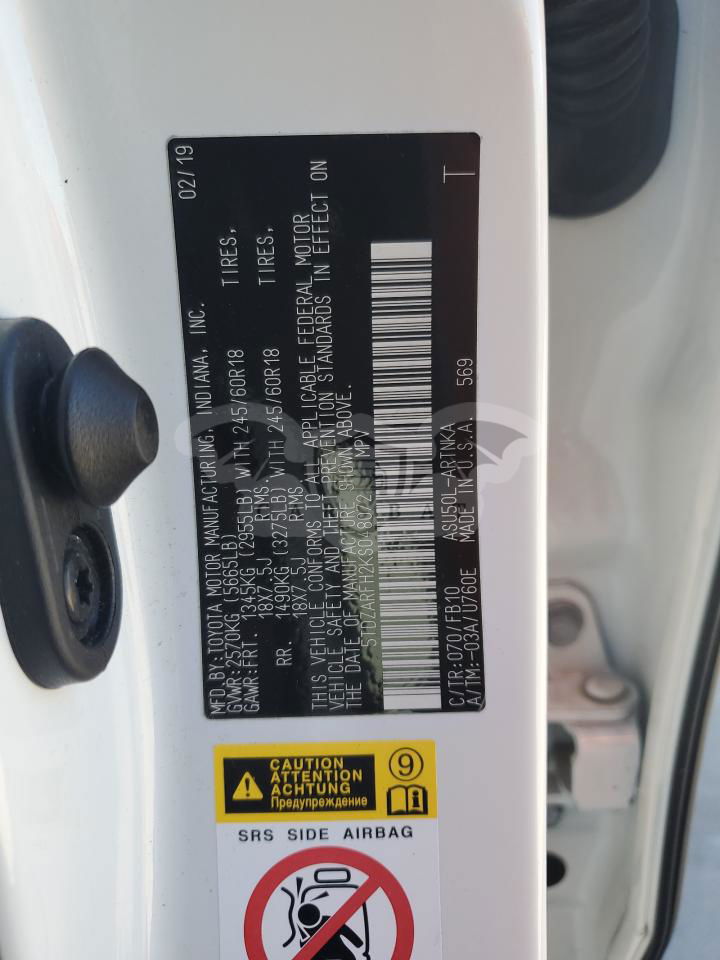 MFD.BY:TOYOTA MOTOR MANUFACTURING, INDIANA, INC. 02/19
GVWR:2570KG (5665LB)
GAWR:FRT. 1345KG (2955LB) WITH 245/60R18 TIRES,
18X7.5J RIMS
RR. 1490KG (3275LB) WITH 245/60R18 TIRES,
18X7.5J RIMS
THIS VEHICLE CONFORMS TO ALL APPLICABLE FEDERAL MOTOR
VEHICLE SAFETY AND THEFT PREVENTION STANDARDS IN EFFECT ON
THE DATE OF MANUFACTURE SHOWN ABOVE.
(MPV)
C/TR:070/FB10 ASU50L-ARTNKA T
A/TM:-03A/U760E MADE IN U.S.A. 569
CAUTION
ATTENTION
ACHTUNG
Предупреждение
9
SRS SIDE AIRBAG